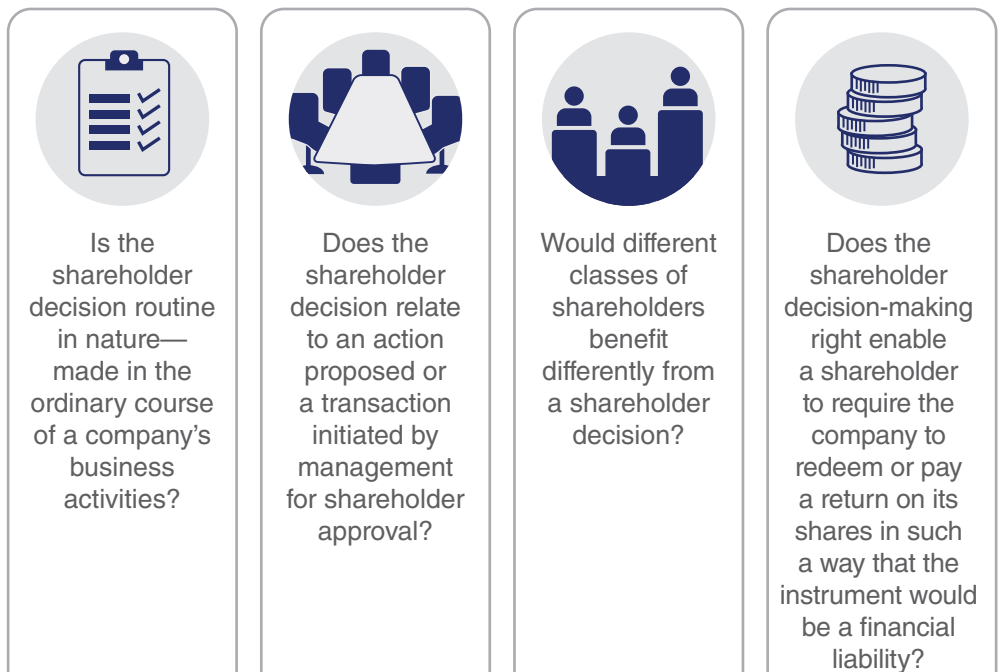 Is the
shareholder
decision routine
in nature—
made in the
ordinary course
of a company’s
business
activities?
Does the
shareholder
decision relate
to an action
proposed or
a transaction
initiated by
management
for shareholder
approval?
Would different
classes of
shareholders
benefit
differently from
a shareholder
decision?
Does the
shareholder
decision-making
right enable
a shareholder
to require the
company to
redeem or pay
a return on its
shares in such
a way that the
instrument would
be a financial
liability?